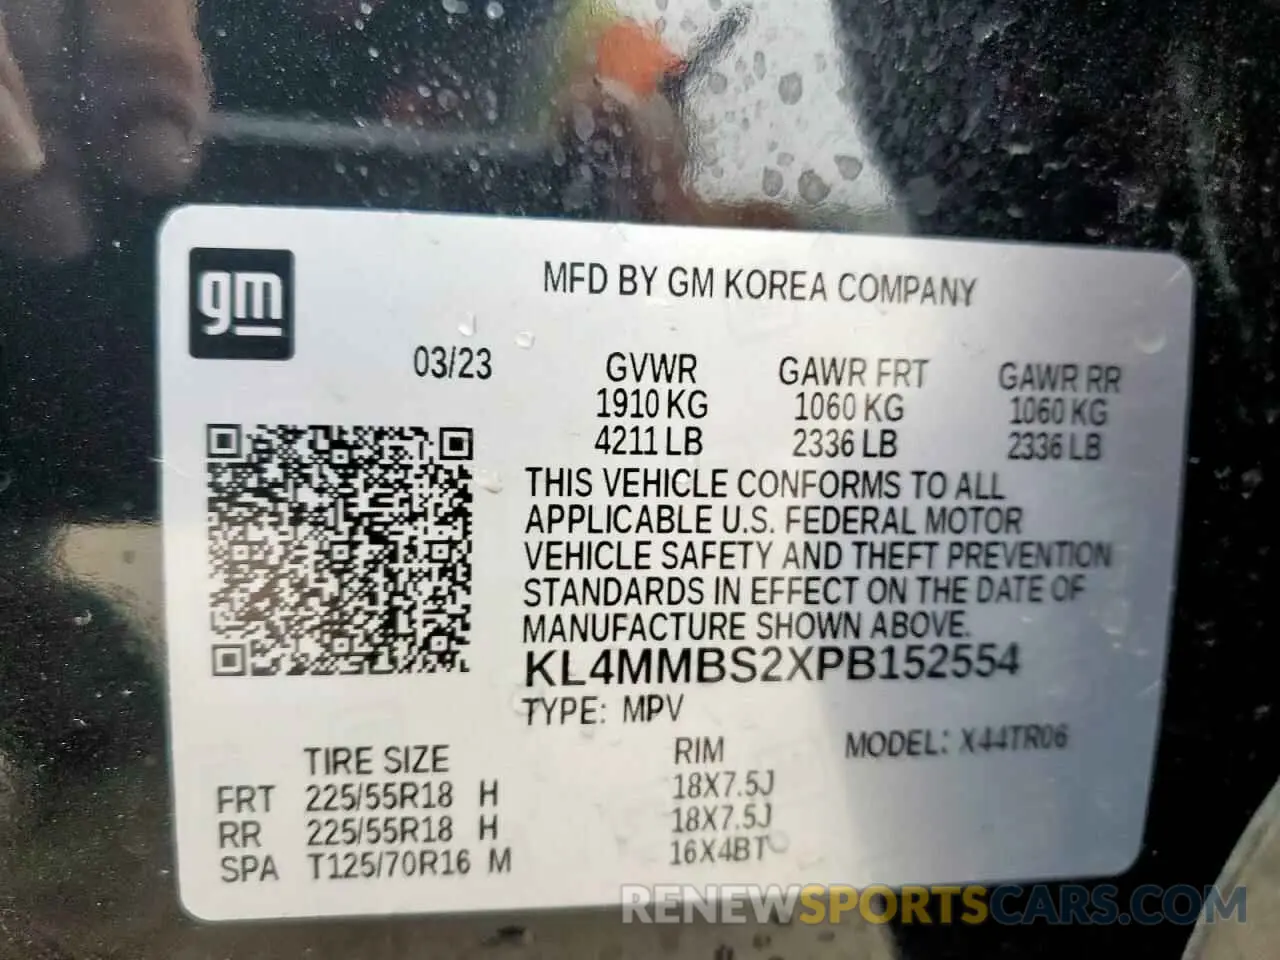 gm
MFD BY GM KOREA COMPANY
03/23
GVWR
1910 KG
4211 LB
GAWR FRT
1060 KG
2336 LB
GAWR RR
1060 KG
2336 LB
THIS VEHICLE CONFORMS TO ALL
APPLICABLE U.S. FEDERAL MOTOR
VEHICLE SAFETY AND THEFT PREVENTION
STANDARDS IN EFFECT ON THE DATE OF
MANUFACTURE SHOWN ABOVE.
KL4MMBS2XPB152554
TYPE: MPV
MODEL: X44TR06
TIRE SIZE RIM
FRT 225/55R18 H 18X7.5J
RR 225/55R18 H 18X7.5J
SPA T125/70R16 M 16X4BT
RENEWSPORTSCARS.COM